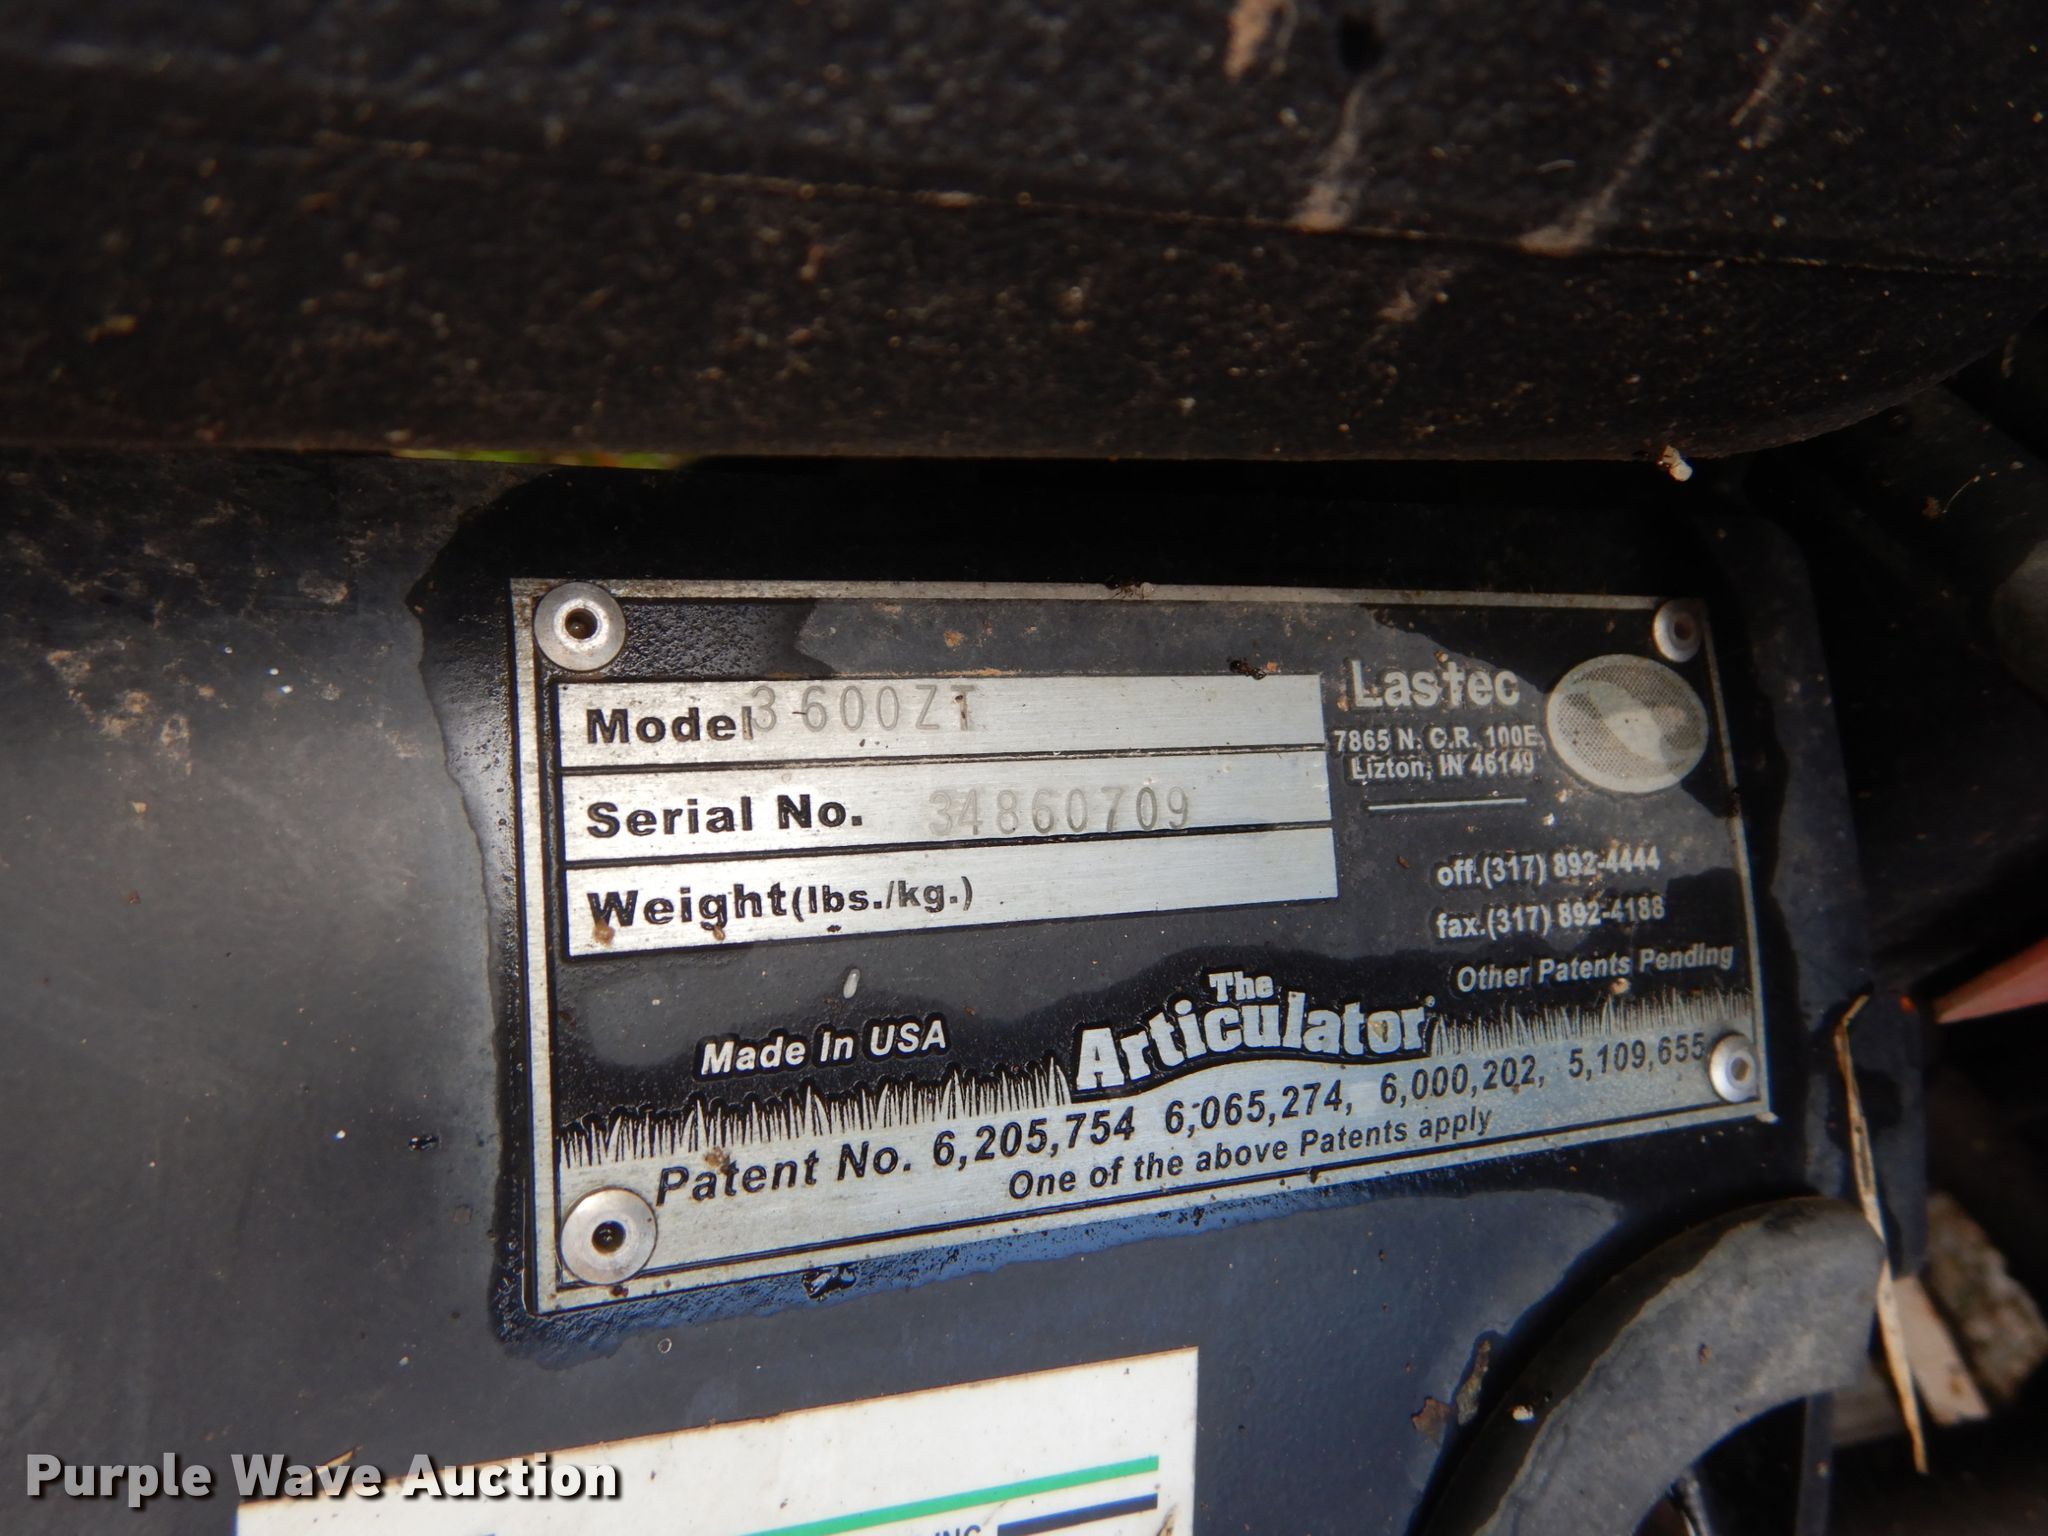 Model 3600ZT
Serial No. 34860709
Weight(lbs./kg.)
Lastec
7865 N. C.R. 100E
Lizton, IN 46149
off.(317) 892-4444
fax.(317) 892-4188
Other Patents Pending
Made In USA
The
Articulator®
Patent No. 6,205,754 6,065,274, 6,000,202, 5,109,655
One of the above Patents apply
Purple Wave Auction